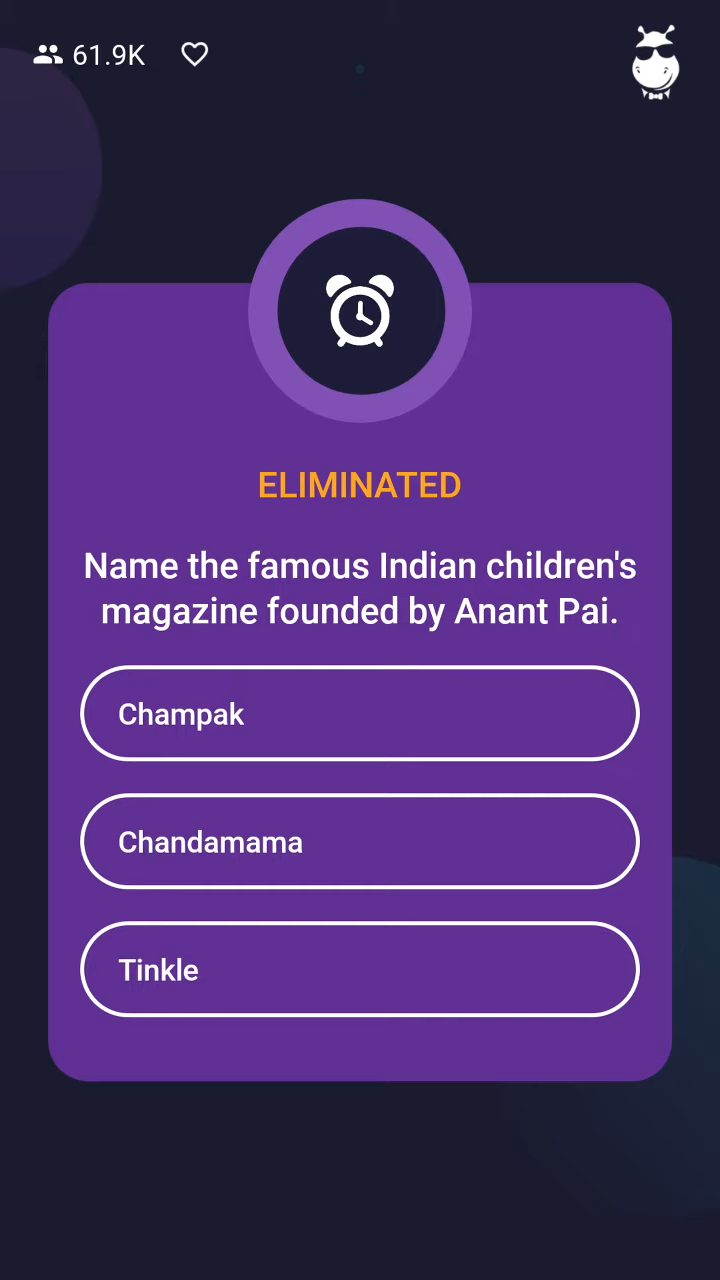 61.9K
ELIMINATED
Name the famous Indian children's
magazine founded by Anant Pai.
Champak
Chandamama
Tinkle